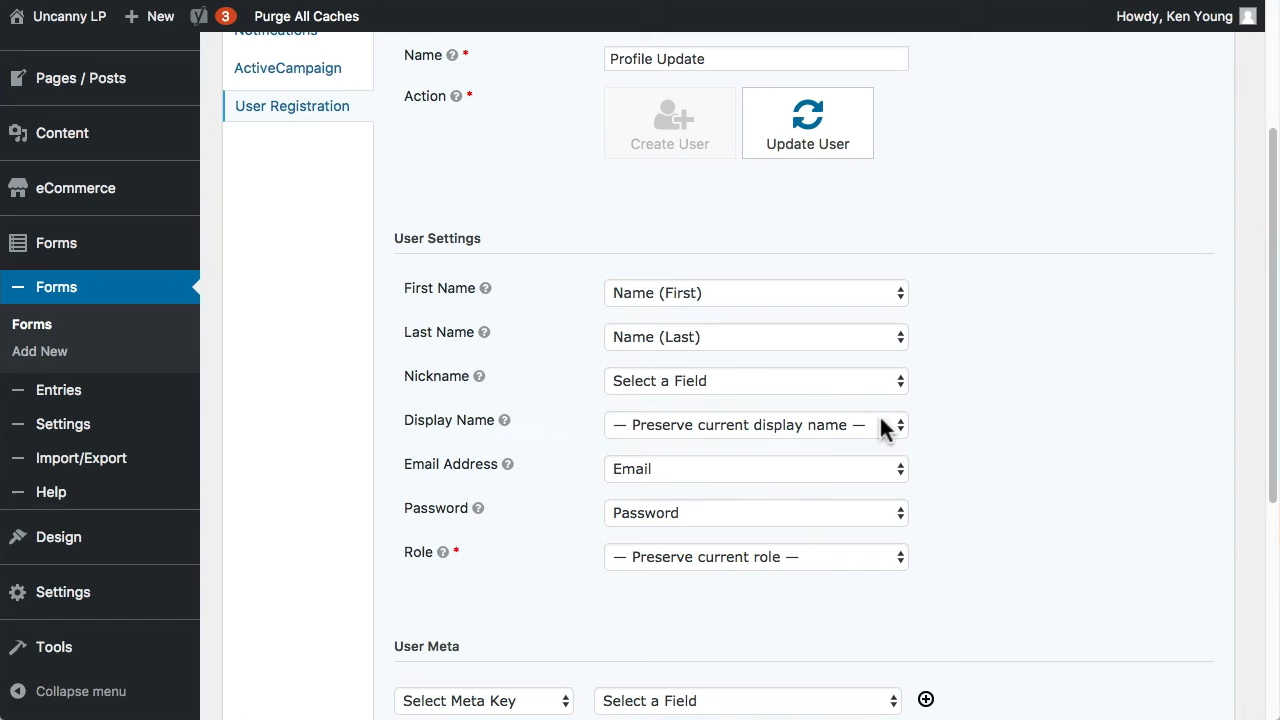 Uncanny LP
New
3
Purge All Caches
Howdy, Ken Young
Pages / Posts
Content
eCommerce
Forms
Forms
Forms
Add New
Entries
Settings
Import/Export
Help
Design
Settings
Tools
Collapse menu
Notifications
ActiveCampaign
User Registration
Name ? *
Profile Update
Action ? *
Create User
Update User
User Settings
First Name ?
Name (First)
Last Name ?
Name (Last)
Nickname ?
Select a Field
Display Name ?
— Preserve current display name —
Email Address ?
Email
Password ?
Password
Role ? *
— Preserve current role —
User Meta
Select Meta Key
Select a Field